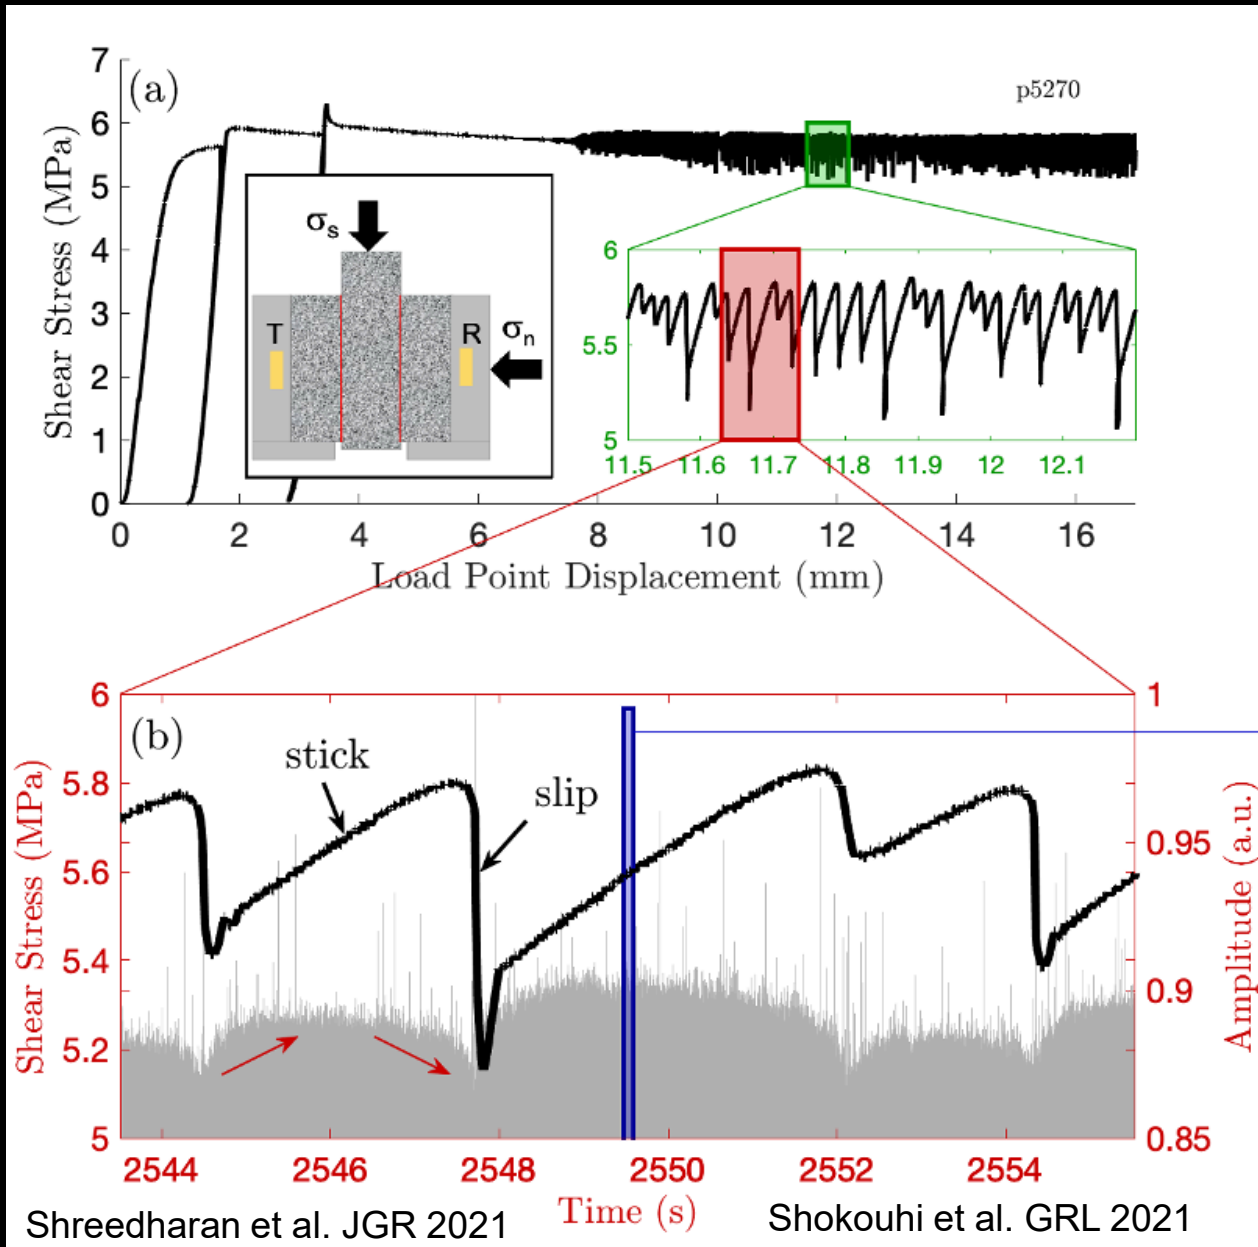 (a)
p5270
Shear Stress (MPa)
7
6
5
4
3
2
1
0
σs
T
R
σn
6
5.5
5
11.5 11.6 11.7 11.8 11.9 12 12.1
0 2 4 6 8 10 12 14 16
Load Point Displacement (mm)
(b)
stick
slip
Shear Stress (MPa)
6
5.8
5.6
5.4
5.2
5
1
0.95
0.9
0.85
Amplitude (a.u.)
2544 2546 2548 2550 2552 2554
Time (s)
Shreedharan et al. JGR 2021
Shokouhi et al. GRL 2021